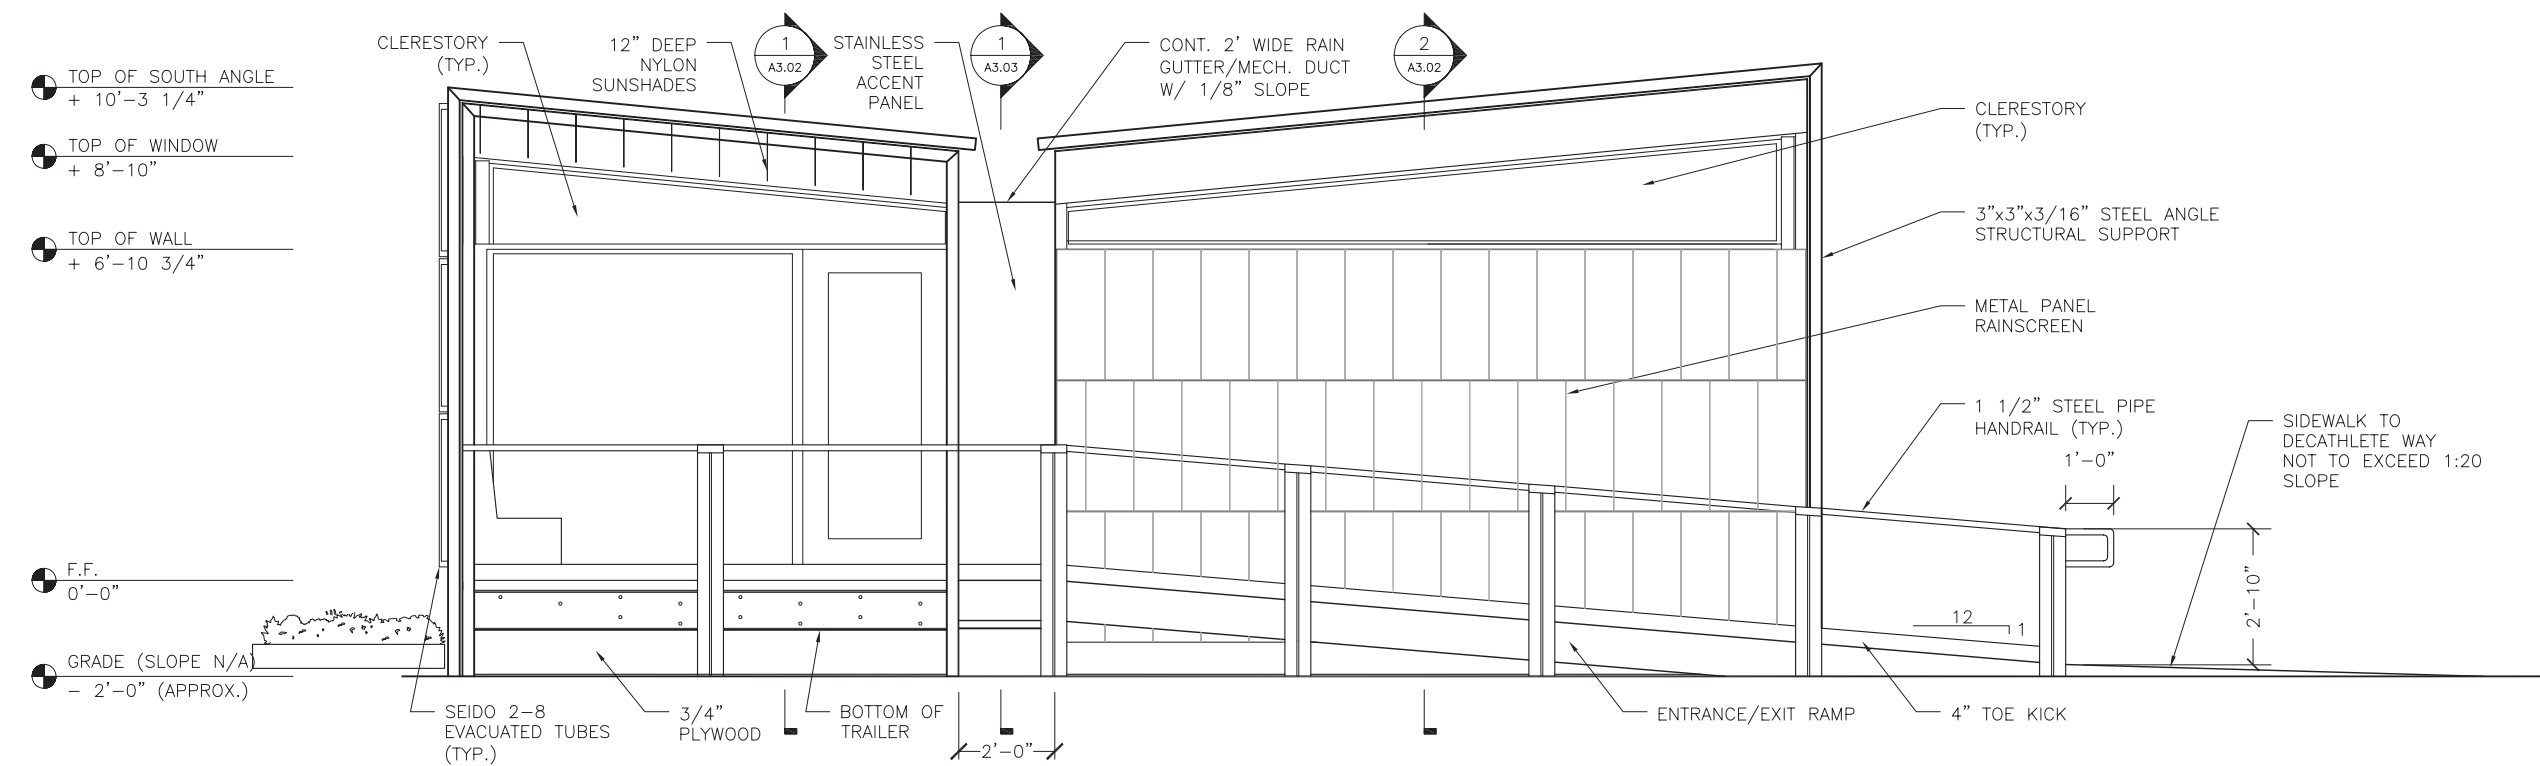 TOP OF SOUTH ANGLE
+ 10'-3 1/4"
TOP OF WINDOW
+ 8'-10"
TOP OF WALL
+ 6'-10 3/4"
F.F.
0'-0"
GRADE (SLOPE N/A)
- 2'-0" (APPROX.)
CLERESTORY
(TYP.)
12" DEEP
NYLON
SUNSHADES
1
A3.02
STAINLESS
STEEL
ACCENT
PANEL
1
A3.03
CONT. 2' WIDE RAIN
GUTTER/MECH. DUCT
W/ 1/8" SLOPE
2
A3.02
CLERESTORY
(TYP.)
3"x3"x3/16" STEEL ANGLE
STRUCTURAL SUPPORT
METAL PANEL
RAINSCREEN
1 1/2" STEEL PIPE
HANDRAIL (TYP.)
1'-0"
SIDEWALK TO
DECATHLETE WAY
NOT TO EXCEED 1:20
SLOPE
2'-10"
12
1
SEIDO 2-8
EVACUATED TUBES
(TYP.)
3/4"
PLYWOOD
BOTTOM OF
TRAILER
2'-0"
ENTRANCE/EXIT RAMP
4" TOE KICK